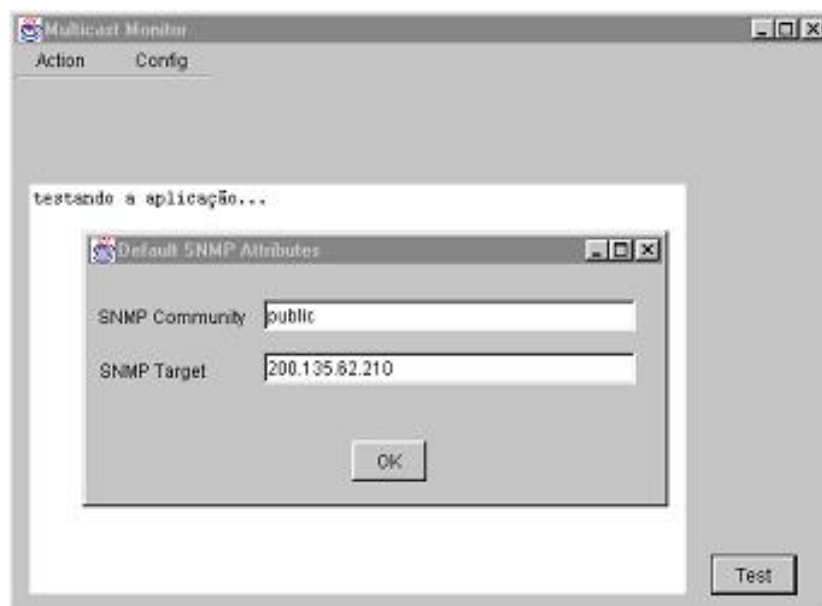 Multicast Monitor
Action Config
testando a aplicação...
Default SNMP Attributes
SNMP Community public
SNMP Target 200.135.62.210
OK
Test